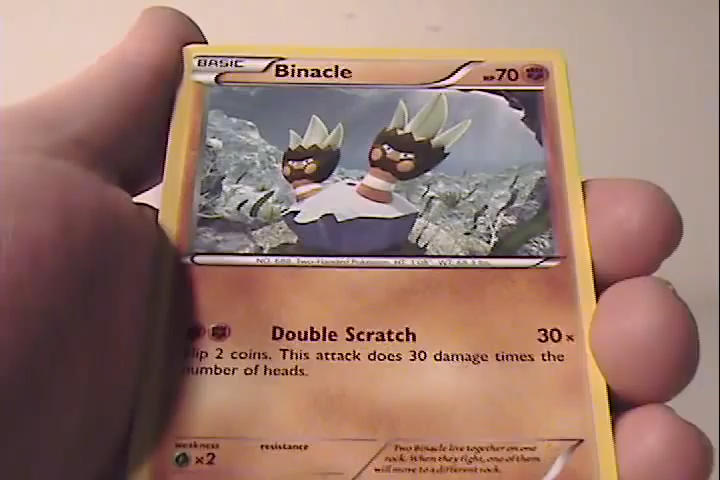 BASIC Binacle HP70
NO. 688 Two-Handed Pokémon HT: 1'08" WT: 68.3 lbs.
Double Scratch 30×
Flip 2 coins. This attack does 30 damage times the
number of heads.
weakness resistance
×2
Two Binacle live together on one
rock. When they fight, one of them
will move to a different rock.